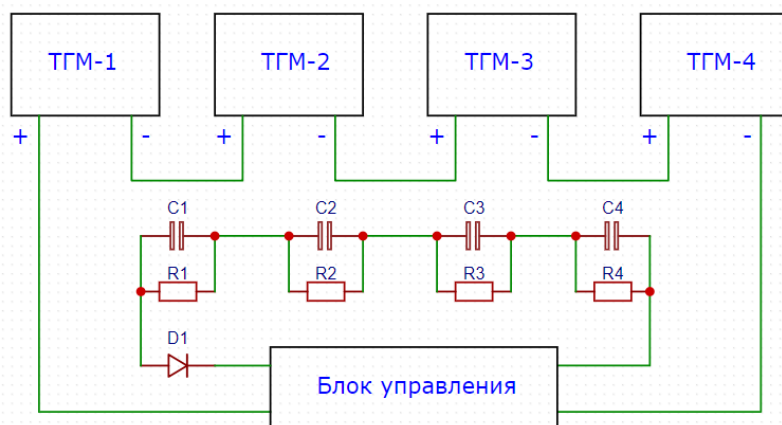 ТГМ-1 ТГМ-2 ТГМ-3 ТГМ-4
+ - + - + - + -
C1 C2 C3 C4
R1 R2 R3 R4
D1
Блок управления